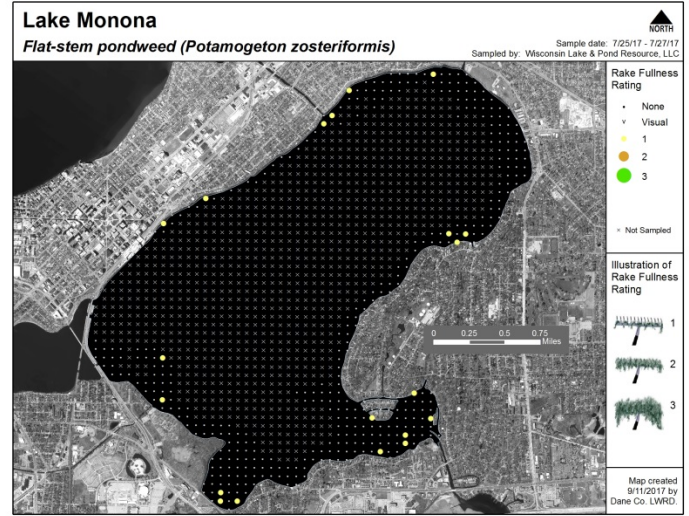 Lake Monona
Flat-stem pondweed (Potamogeton zosteriformis)
NORTH
Sample date: 7/25/17 - 7/27/17
Sampled by: Wisconsin Lake & Pond Resource, LLC
Rake Fullness
Rating
None
v Visual
1
2
3
× Not Sampled
Illustration of
Rake Fullness
Rating
1
2
3
0 0.25 0.5 0.75
Miles
Map created
9/11/2017 by
Dane Co. LWRD.